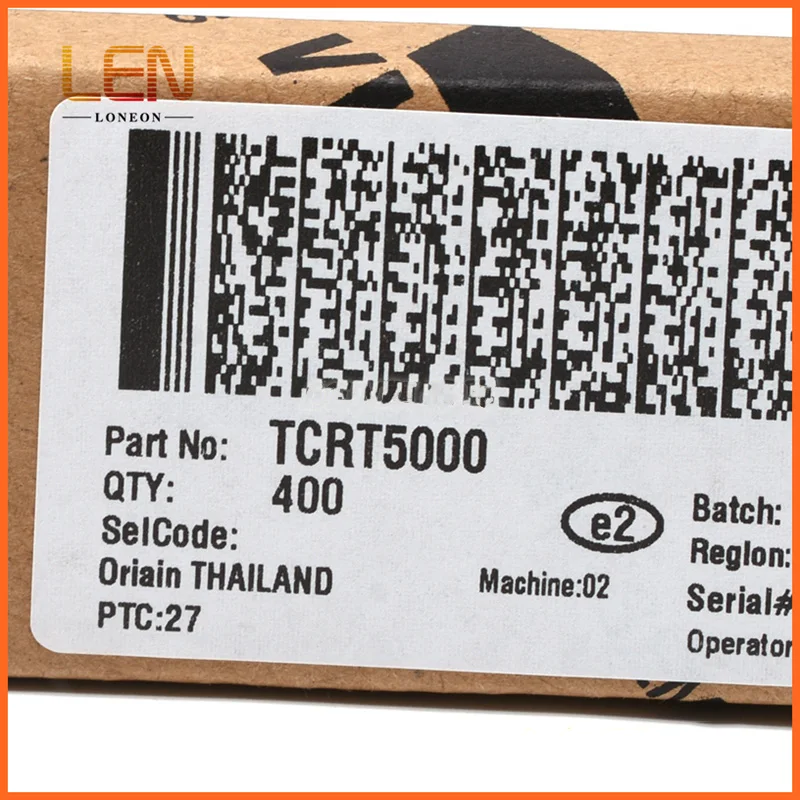 LEN
LONEON
Part No: TCRT5000
QTY: 400
SelCode:
Oriain THAILAND
PTC:27
e2
Machine:02
Batch:
Reglon:
Serial#
Operator